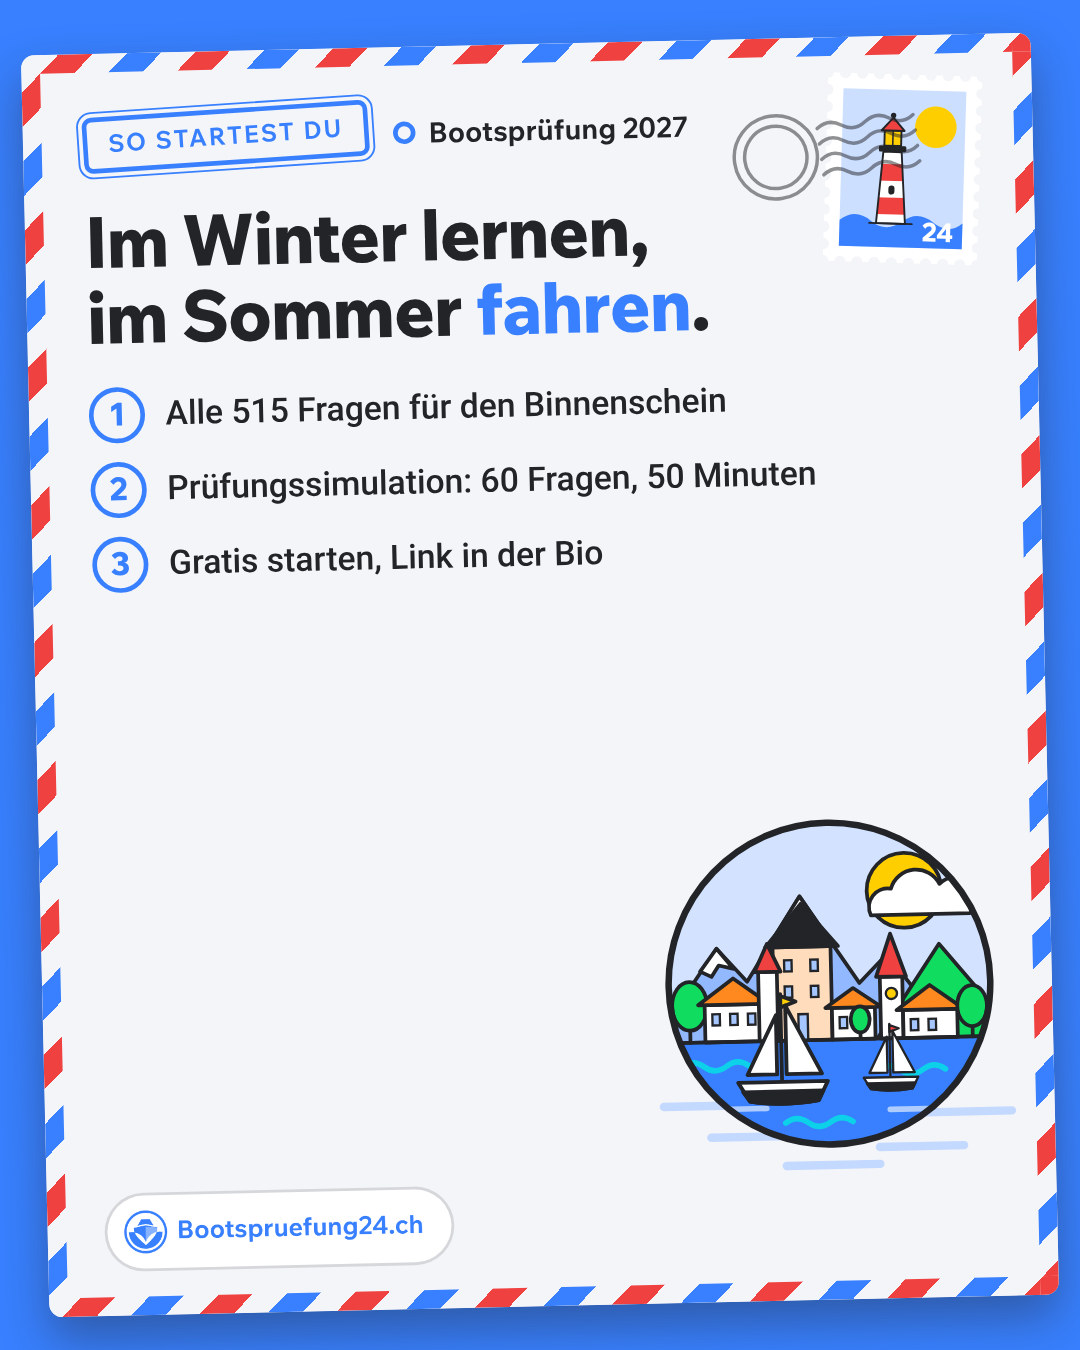 SO STARTEST DU
Bootsprüfung 2027
24
Im Winter lernen,
im Sommer fahren.
1 Alle 515 Fragen für den Binnenschein
2 Prüfungssimulation: 60 Fragen, 50 Minuten
3 Gratis starten, Link in der Bio
Bootspruefung24.ch